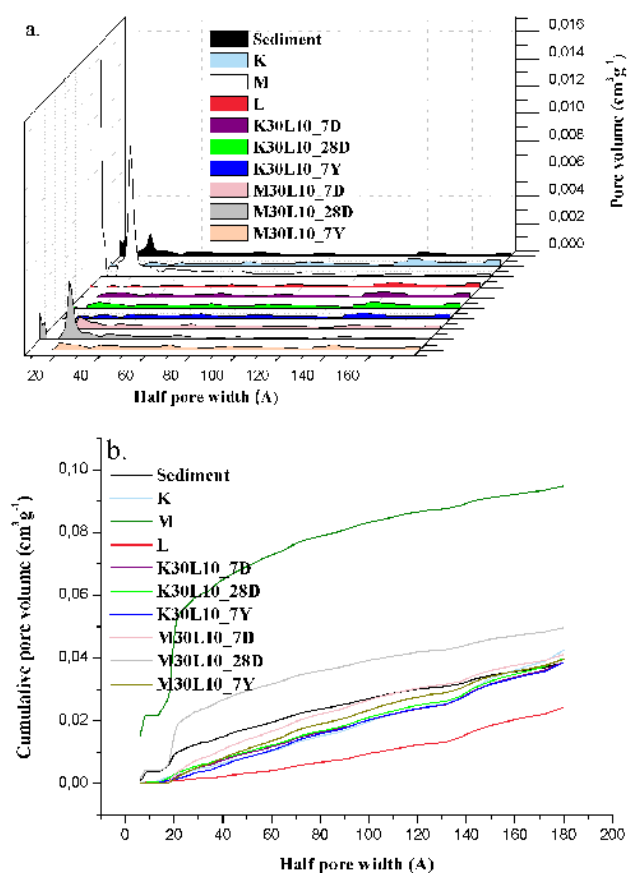 a.
Sediment
K
M
L
K30L10_7D
K30L10_28D
K30L10_7Y
M30L10_7D
M30L10_28D
M30L10_7Y
0,016
0,014
0,012
0,010
0,008
0,006
0,004
0,002
0,000
Pore volume (cm³g⁻¹)
20 40 60 80 100 120 140 160
Half pore width (A)
b.
Sediment
K
M
L
K30L10_7D
K30L10_28D
K30L10_7Y
M30L10_7D
M30L10_28D
M30L10_7Y
0,10
0,08
0,06
0,04
0,02
0,00
Cumulative pore volume (cm³g⁻¹)
0 20 40 60 80 100 120 140 160 180 200
Half pore width (A)